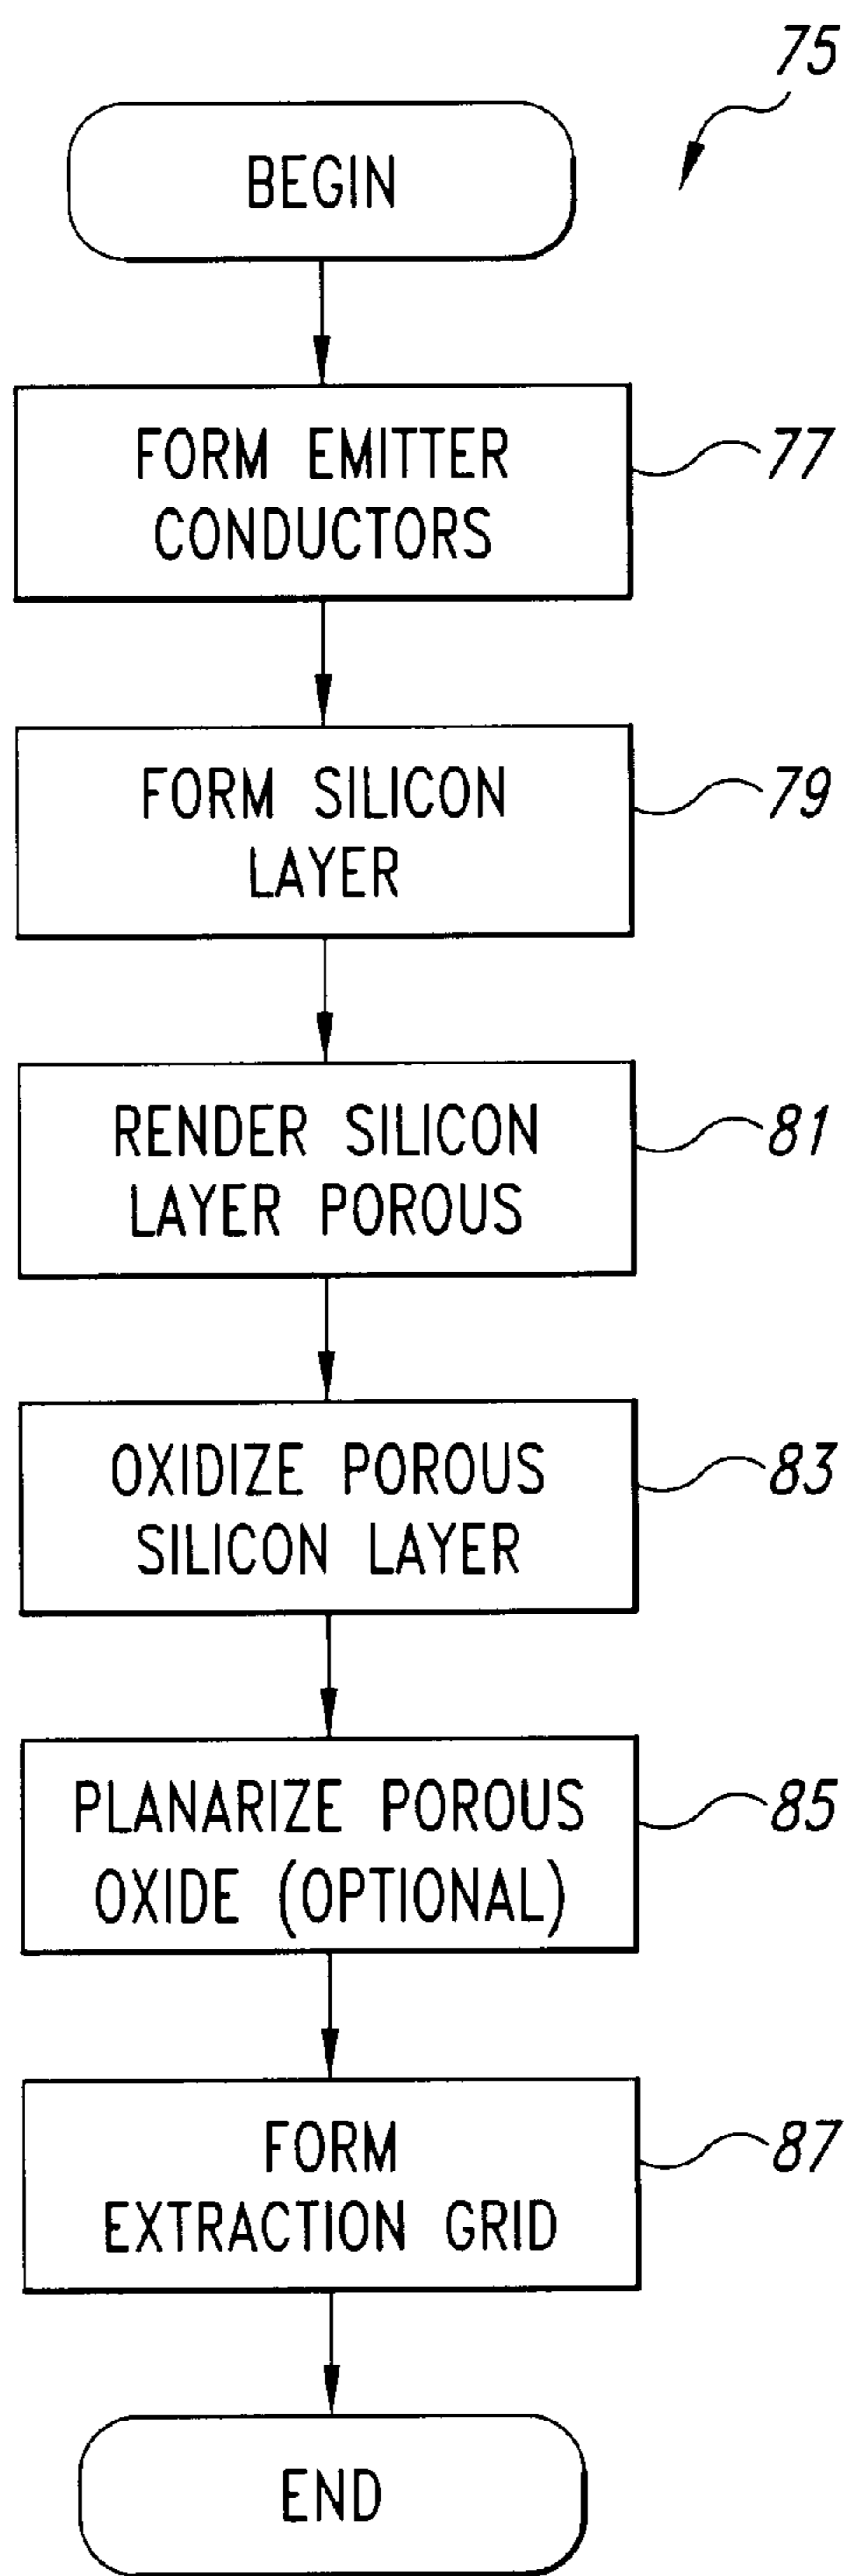 75
BEGIN
FORM EMITTER
CONDUCTORS
77
FORM SILICON
LAYER
79
RENDER SILICON
LAYER POROUS
81
OXIDIZE POROUS
SILICON LAYER
83
PLANARIZE POROUS
OXIDE (OPTIONAL)
85
FORM
EXTRACTION GRID
87
END